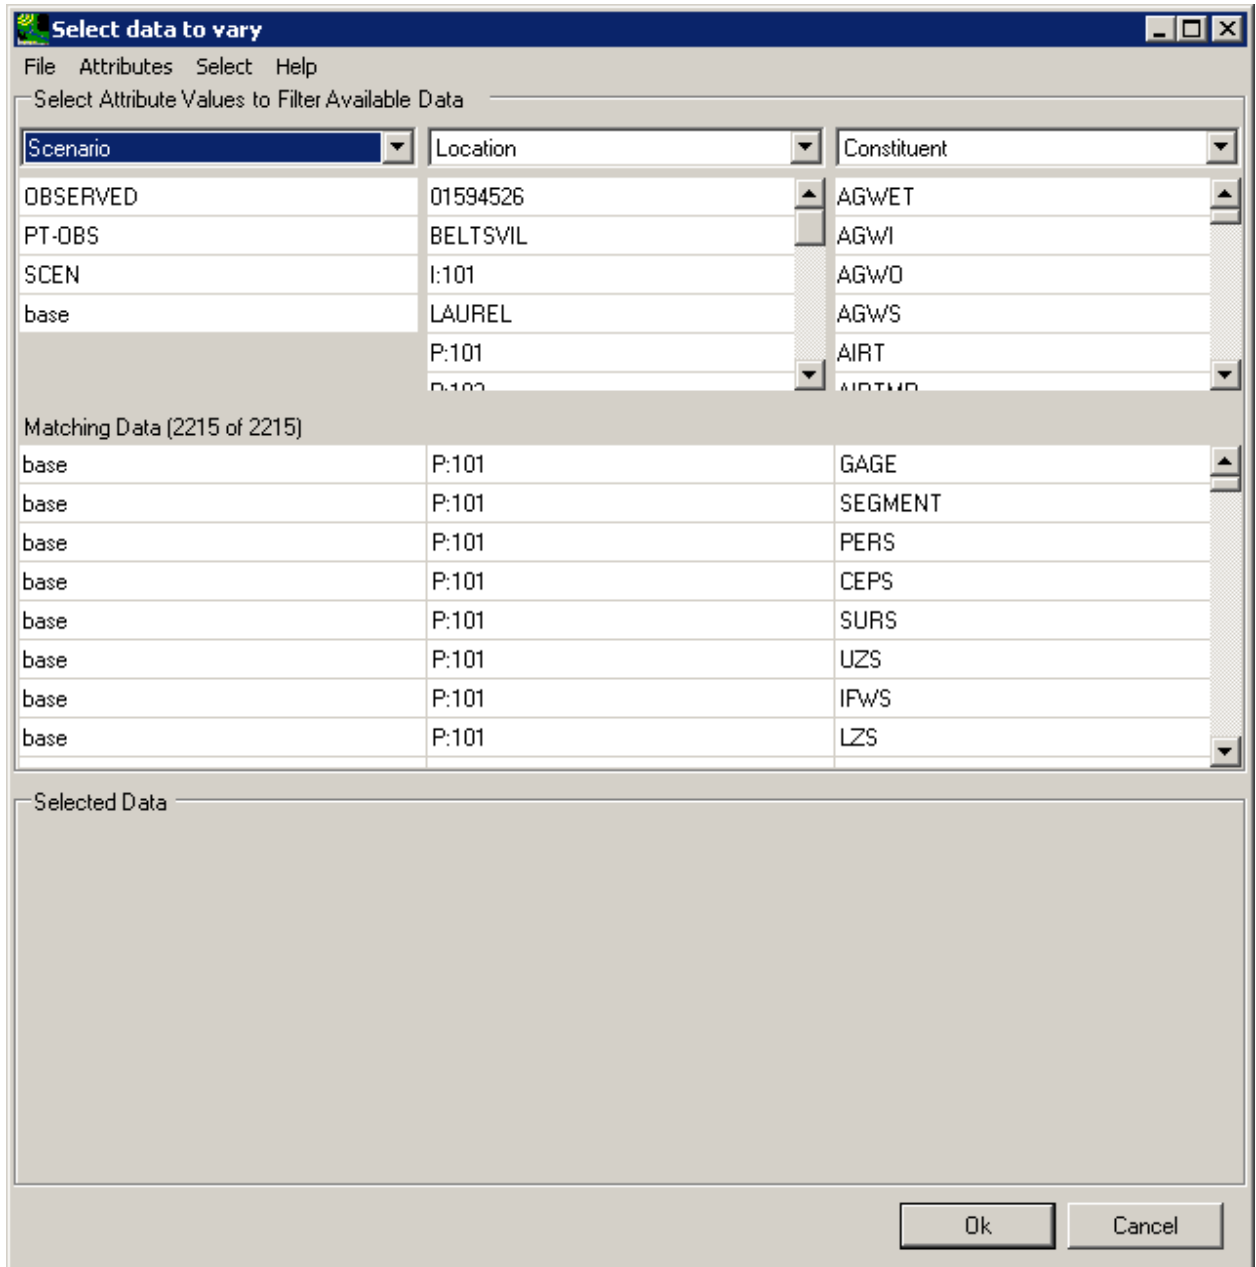 Select data to vary
File Attributes Select Help
Select Attribute Values to Filter Available Data
Scenario Location Constituent
OBSERVED 01594526 AGWET
PT-OBS BELTSVIL AGWI
SCEN I:101 AGWO
base LAUREL AGWS
P:101 AIRT
Matching Data (2215 of 2215)
base P:101 GAGE
base P:101 SEGMENT
base P:101 PERS
base P:101 CEPS
base P:101 SURS
base P:101 UZS
base P:101 IFWS
base P:101 LZS
Selected Data
Ok Cancel